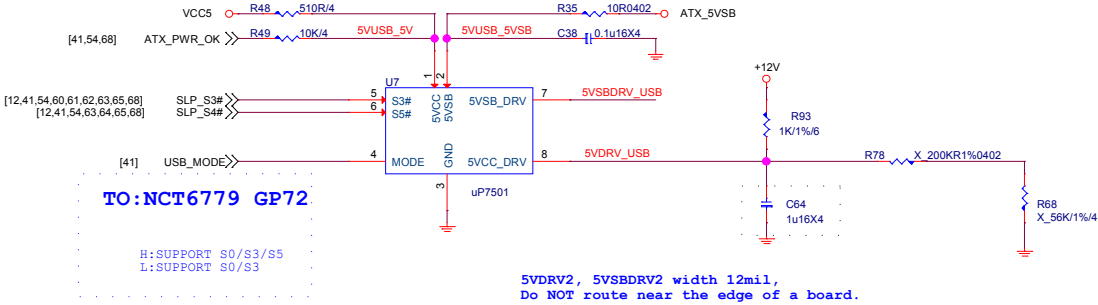 VCC5 R48 510R/4 R35 10R0402 ATX_5VSB
[41,54,68] ATX_PWR_OK R49 10K/4 5VUSB_5V 5VUSB_5VSB C38 0.1u16X4
+12V
U7
1 2
[12,41,54,60,61,62,63,65,68] SLP_S3# 5 S3# 5VCC 5VSB 5VSB_DRV 7 5VSBDRV_USB
[12,41,54,63,64,65,68] SLP_S4# 6 S5#
R93
1K/1%/6
[41] USB_MODE 4 MODE GND 5VCC_DRV 8 5VDRV_USB R78 X_200KR1%0402
3 uP7501
TO:NCT6779 GP72
C64
1u16X4
R68
X_56K/1%/4
H:SUPPORT S0/S3/S5
L:SUPPORT S0/S3
5VDRV2, 5VSBDRV2 width 12mil,
Do NOT route near the edge of a board.